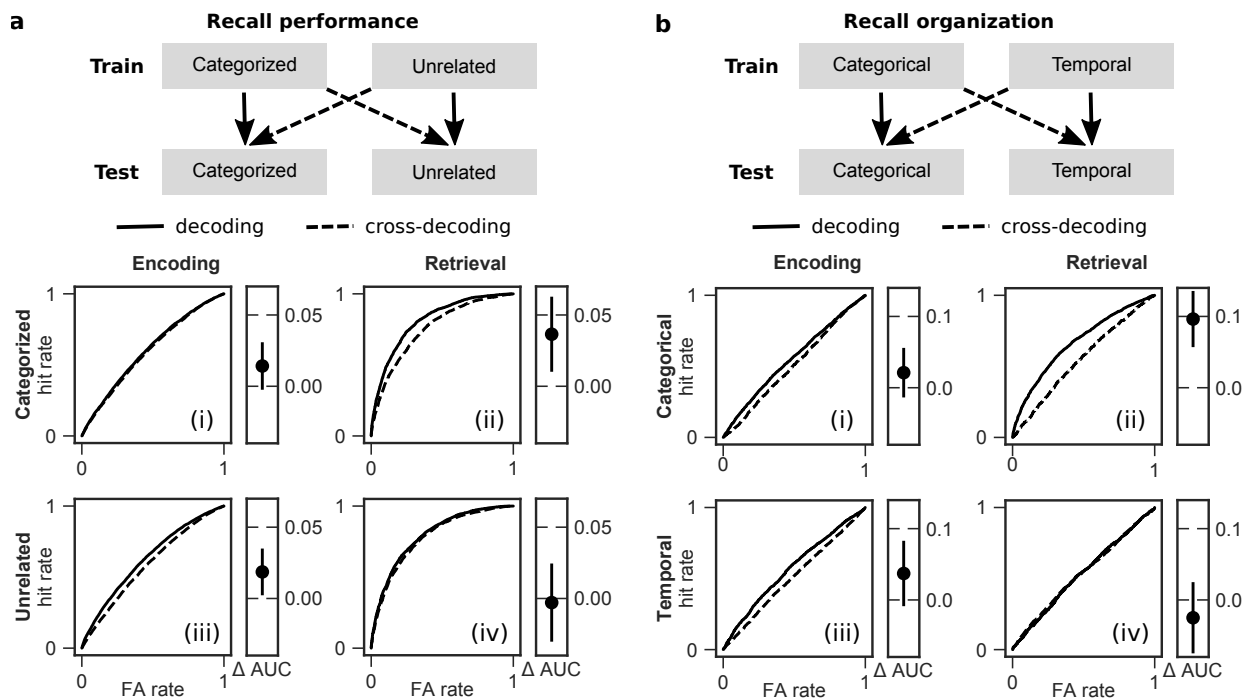 a
Recall performance
Train
Categorized
Unrelated
Test
Categorized
Unrelated
decoding
cross-decoding
Encoding
Retrieval
Categorized
hit rate
1
0
(i)
0
1
0.05
0.00
1
0
(ii)
0
1
0.05
0.00
Unrelated
hit rate
1
0
(iii)
0
1
FA rate
0.05
0.00
Δ AUC
1
0
(iv)
0
1
FA rate
0.05
0.00
Δ AUC
b
Recall organization
Train
Categorical
Temporal
Test
Categorical
Temporal
decoding
cross-decoding
Encoding
Retrieval
Categorical
hit rate
1
0
(i)
0
1
0.1
0.0
1
0
(ii)
0
1
0.1
0.0
Temporal
hit rate
1
0
(iii)
0
1
FA rate
0.1
0.0
Δ AUC
1
0
(iv)
0
1
FA rate
0.1
0.0
Δ AUC